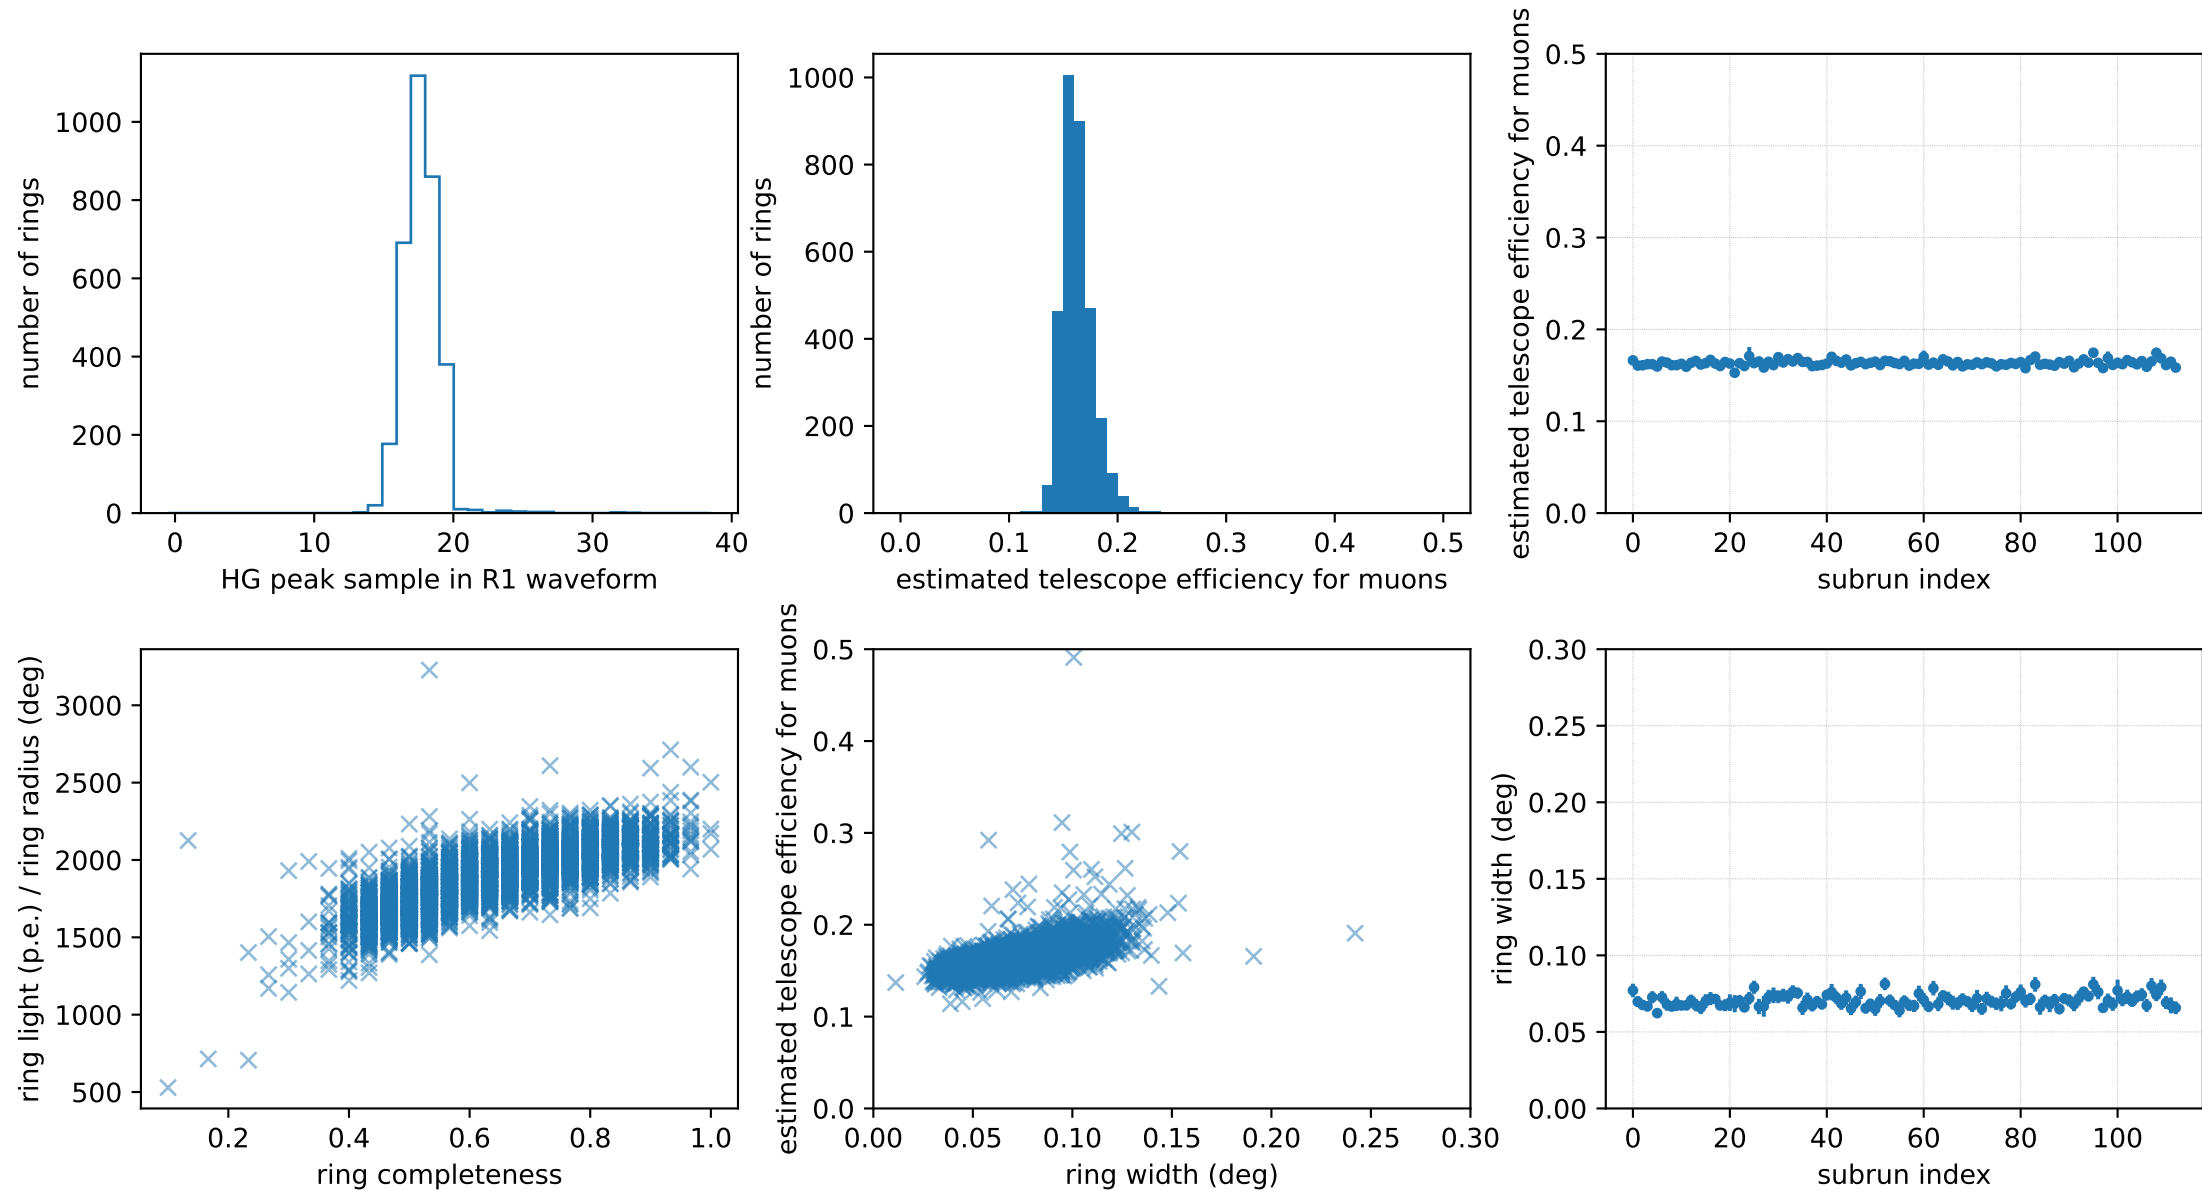 number of rings
1000
800
600
400
200
0
0 10 20 30 40
HG peak sample in R1 waveform
number of rings
1000
800
600
400
200
0
0.0 0.1 0.2 0.3 0.4 0.5
estimated telescope efficiency for muons
estimated telescope efficiency for muons
0.5
0.4
0.3
0.2
0.1
0.0
0 20 40 60 80 100
subrun index
ring light (p.e.) / ring radius (deg)
3000
2500
2000
1500
1000
500
0.2 0.4 0.6 0.8 1.0
ring completeness
estimated telescope efficiency for muons
0.5
0.4
0.3
0.2
0.1
0.0
0.00 0.05 0.10 0.15 0.20 0.25 0.30
ring width (deg)
ring width (deg)
0.30
0.25
0.20
0.15
0.10
0.05
0.00
0 20 40 60 80 100
subrun index